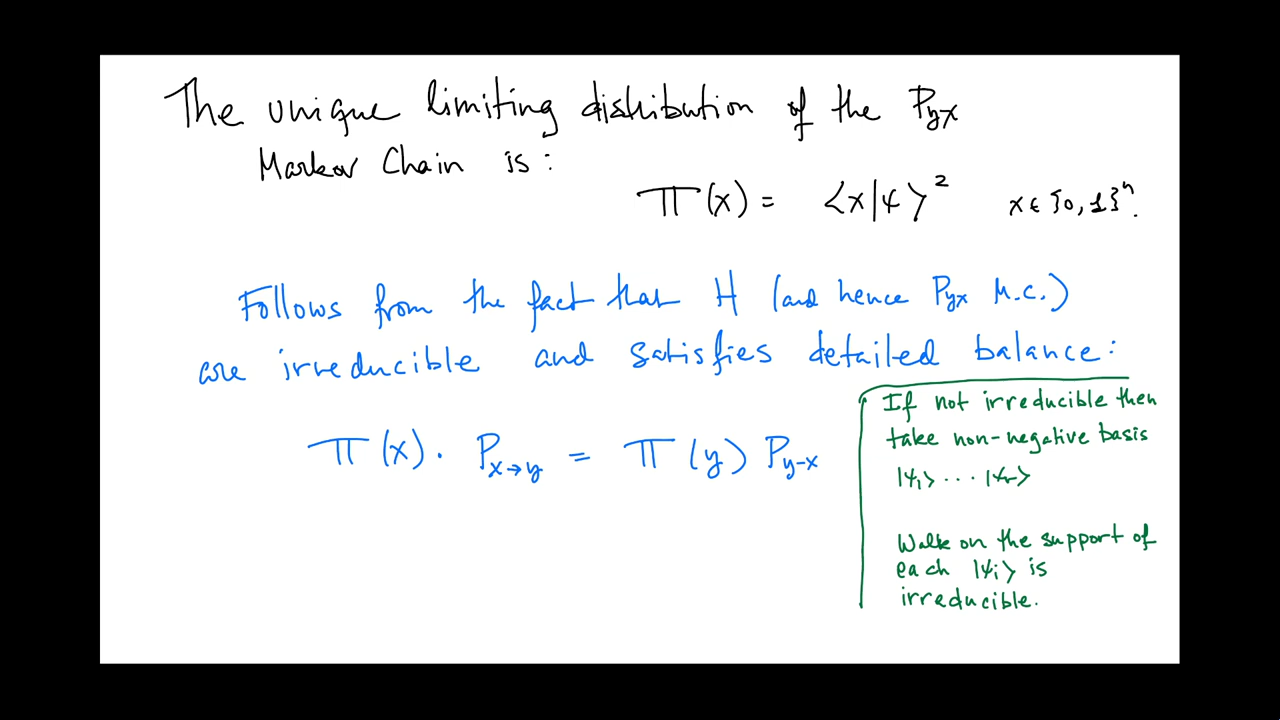 The unique limiting distribution of the P_yx
Markov Chain is:
π(x) = ⟨x|ψ⟩² x ∈ {0,1}ⁿ.
Follows from the fact that H (and hence P_yx M.C.)
are irreducible and satisfies detailed balance:
π(x) · P_x→y = π(y) P_y→x
If not irreducible then
take non-negative basis
|ψ₁⟩ ... |ψᵣ⟩
Walk on the support of
each |ψᵢ⟩ is
irreducible.